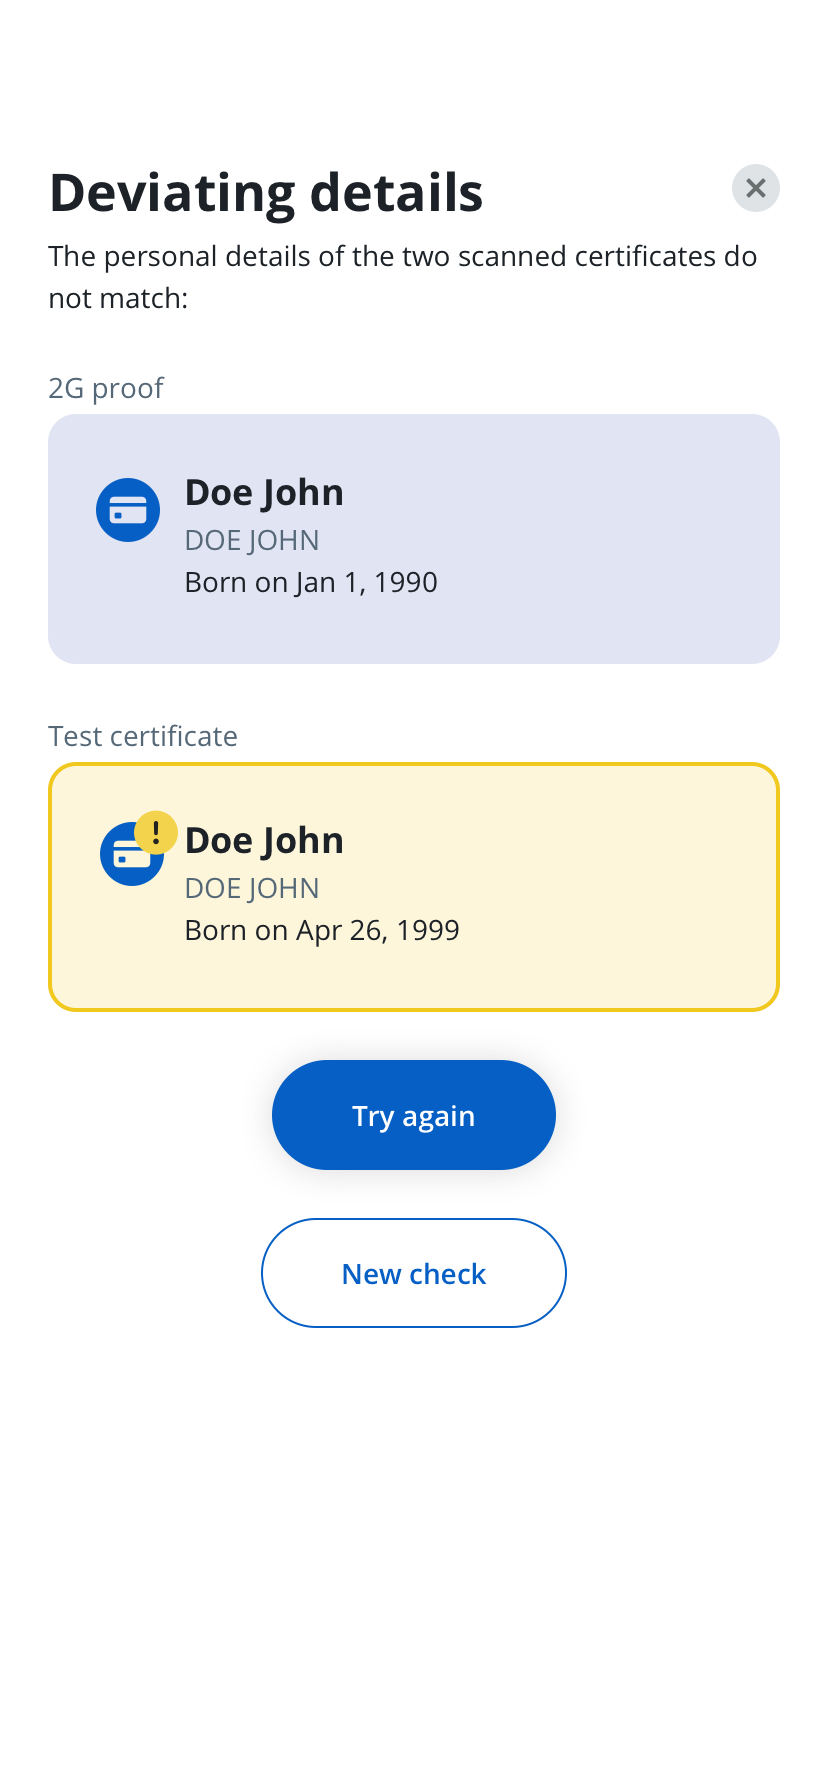 Deviating details
The personal details of the two scanned certificates do
not match:
2G proof
Doe John
DOE JOHN
Born on Jan 1, 1990
Test certificate
Doe John
DOE JOHN
Born on Apr 26, 1999
Try again
New check